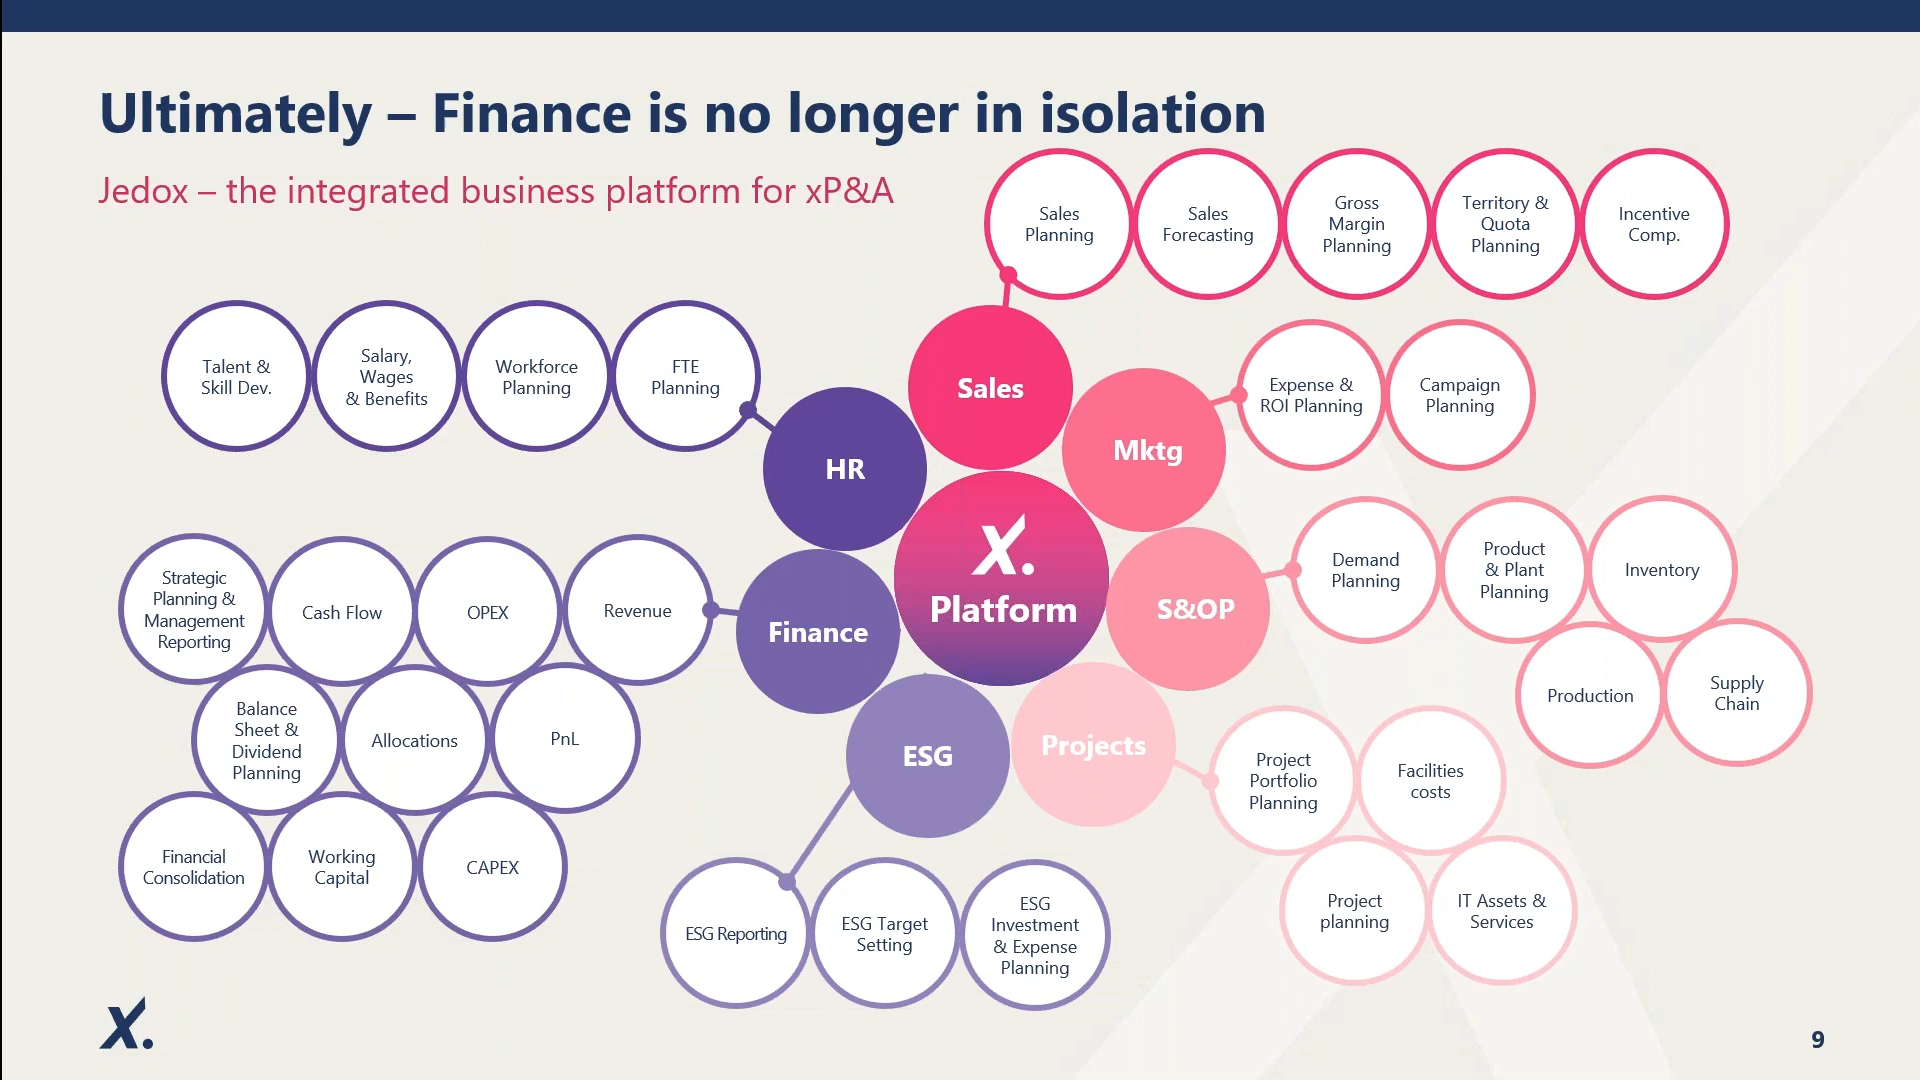 Ultimately – Finance is no longer in isolation
Jedox – the integrated business platform for xP&A
Sales
Planning
Sales
Forecasting
Gross
Margin
Planning
Territory &
Quota
Planning
Incentive
Comp.
Talent &
Skill Dev.
Salary,
Wages
& Benefits
Workforce
Planning
FTE
Planning
HR
Sales
Mktg
Expense &
ROI Planning
Campaign
Planning
Strategic
Planning &
Management
Reporting
Cash Flow
OPEX
Revenue
Finance
X.
Platform
S&OP
Demand
Planning
Product
& Plant
Planning
Inventory
Production
Supply
Chain
Balance
Sheet &
Dividend
Planning
Allocations
PnL
ESG
Projects
Project
Portfolio
Planning
Facilities
costs
Financial
Consolidation
Working
Capital
CAPEX
ESG Reporting
ESG Target
Setting
ESG
Investment
& Expense
Planning
Project
planning
IT Assets &
Services
X.
9